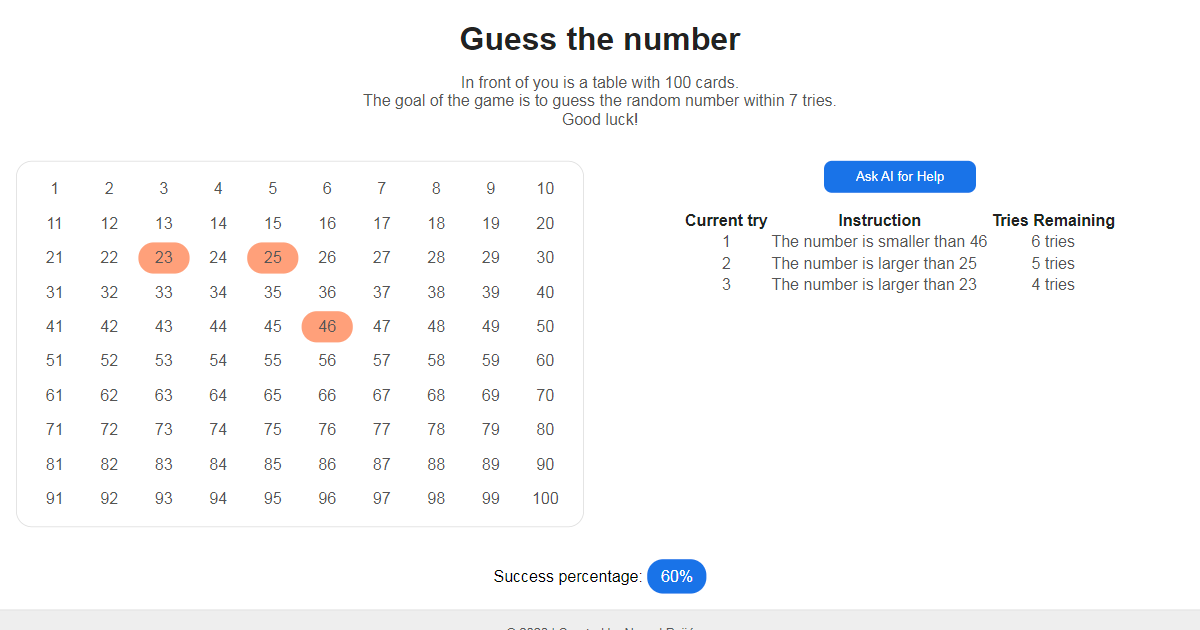 Guess the number
In front of you is a table with 100 cards.
The goal of the game is to guess the random number within 7 tries.
Good luck!
1 2 3 4 5 6 7 8 9 10
11 12 13 14 15 16 17 18 19 20
21 22 23 24 25 26 27 28 29 30
31 32 33 34 35 36 37 38 39 40
41 42 43 44 45 46 47 48 49 50
51 52 53 54 55 56 57 58 59 60
61 62 63 64 65 66 67 68 69 70
71 72 73 74 75 76 77 78 79 80
81 82 83 84 85 86 87 88 89 90
91 92 93 94 95 96 97 98 99 100
Ask AI for Help
Current try Instruction Tries Remaining
1 The number is smaller than 46 6 tries
2 The number is larger than 25 5 tries
3 The number is larger than 23 4 tries
Success percentage: 60%